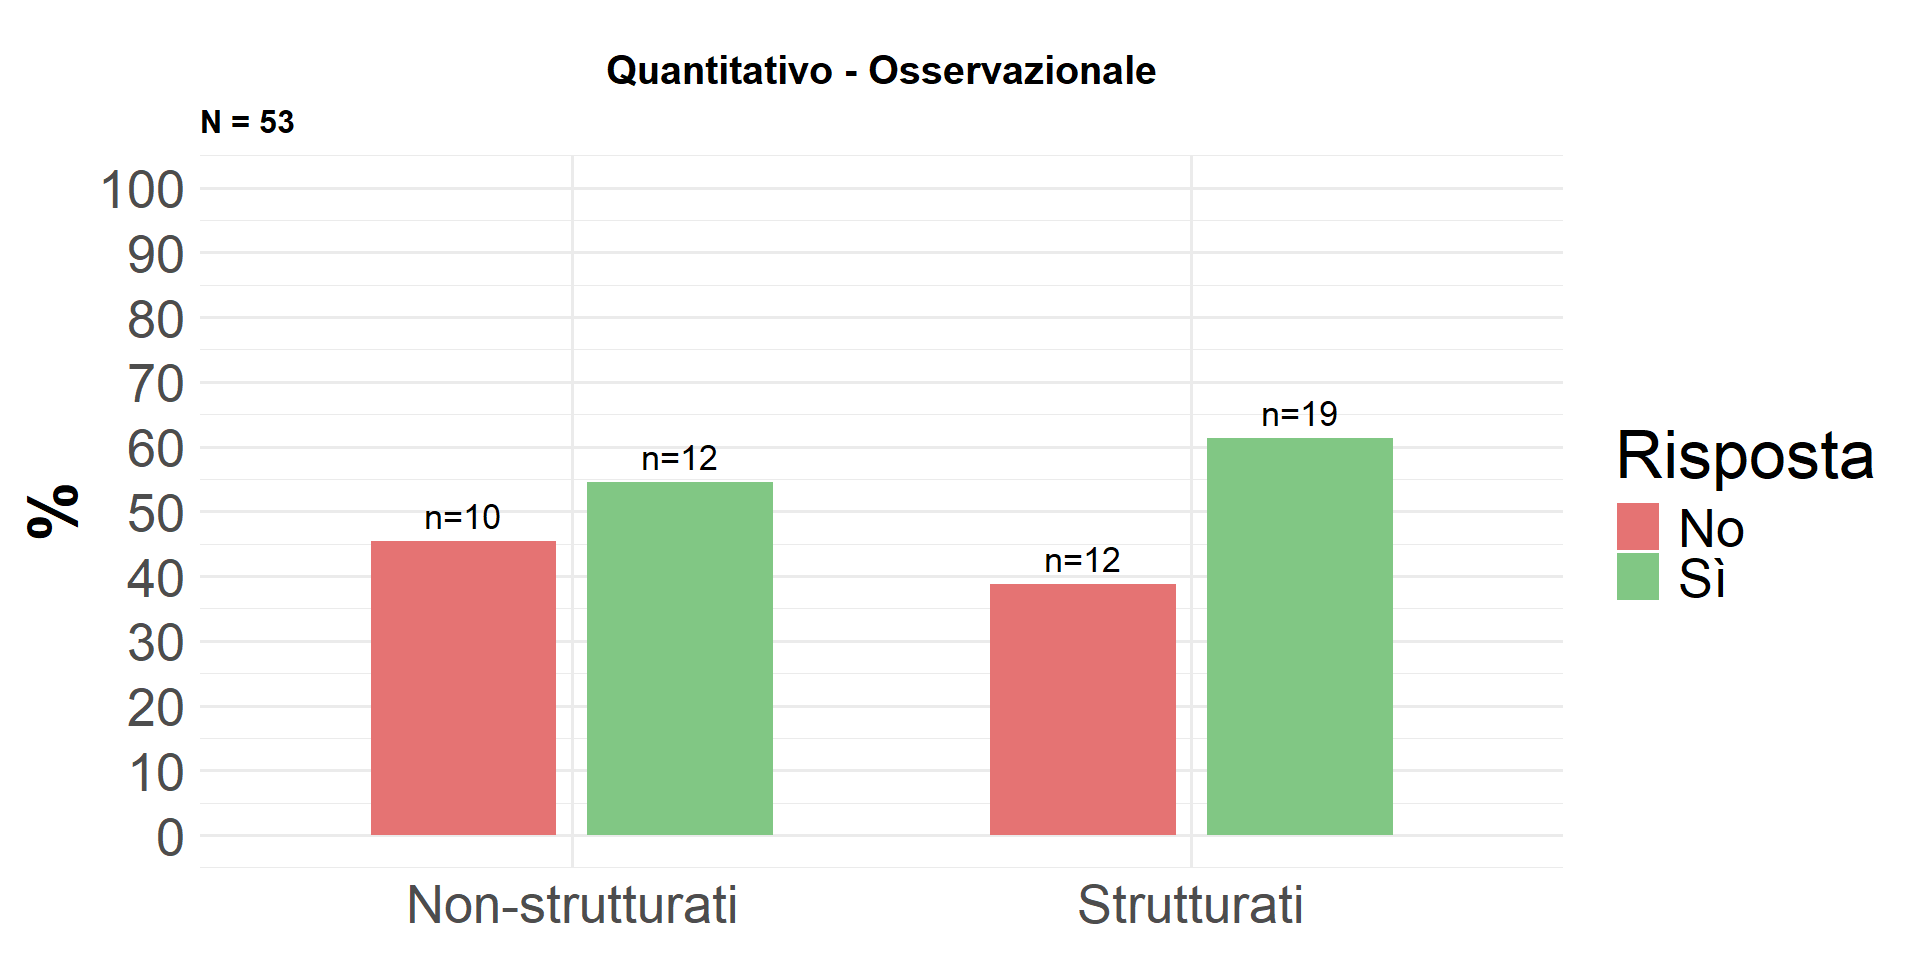 Quantitativo - Osservazionale
N = 53
100
90
80
70
60
50
40
30
20
10
0
%
n=10
n=12
n=12
n=19
Non-strutturati
Strutturati
Risposta
No
Sì